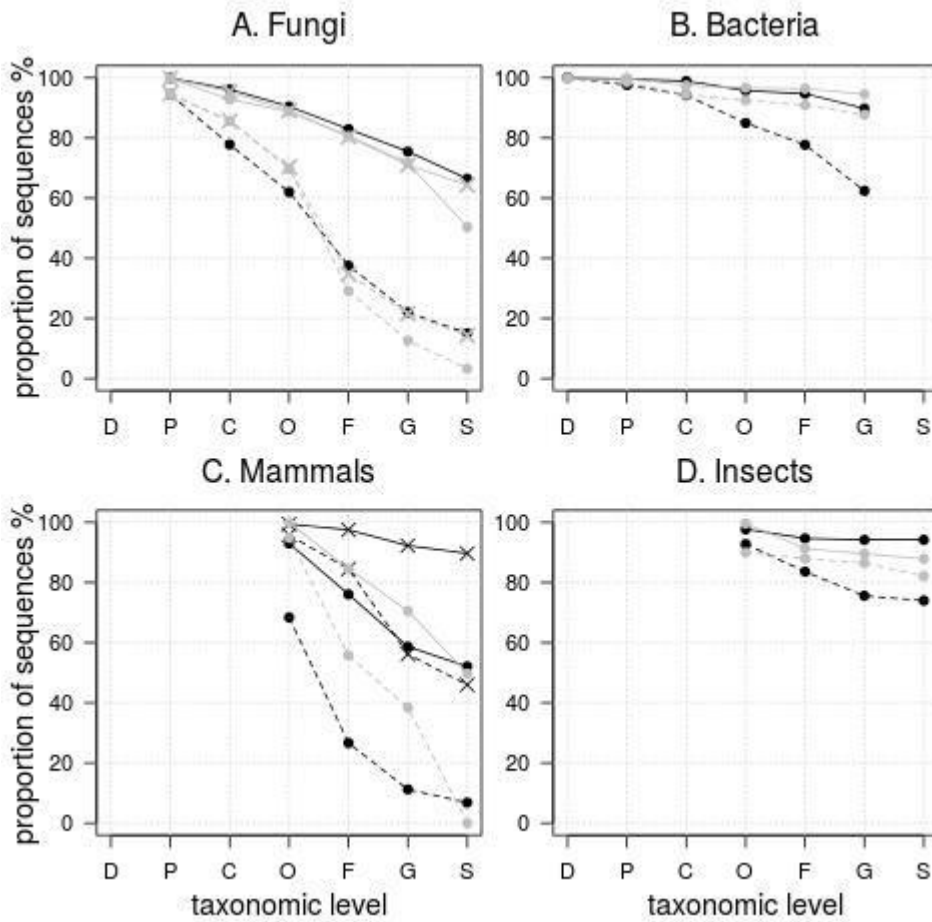 A. Fungi
B. Bacteria
proportion of sequences %
100
80
60
40
20
0
D P C O F G S
100
80
60
40
20
0
D P C O F G S
C. Mammals
D. Insects
proportion of sequences %
100
80
60
40
20
0
D P C O F G S
taxonomic level
100
80
60
40
20
0
D P C O F G S
taxonomic level